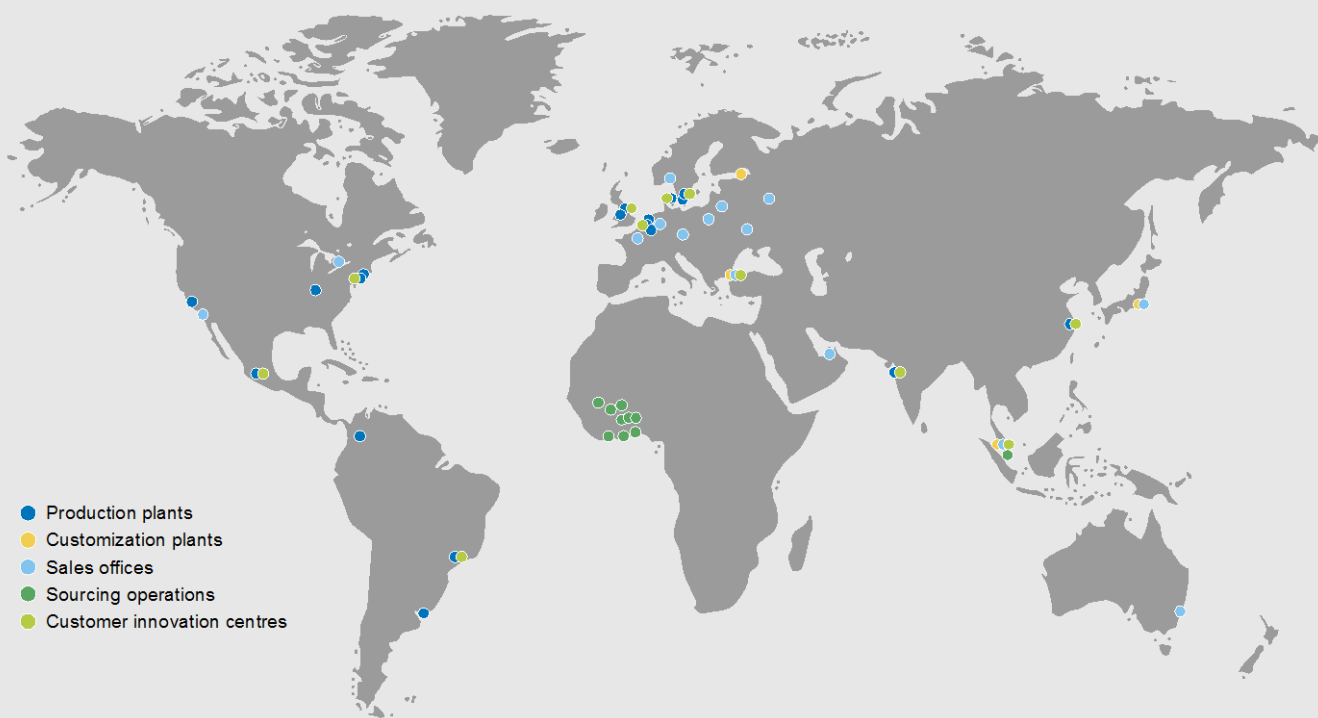 Production plants
Customization plants
Sales offices
Sourcing operations
Customer innovation centres